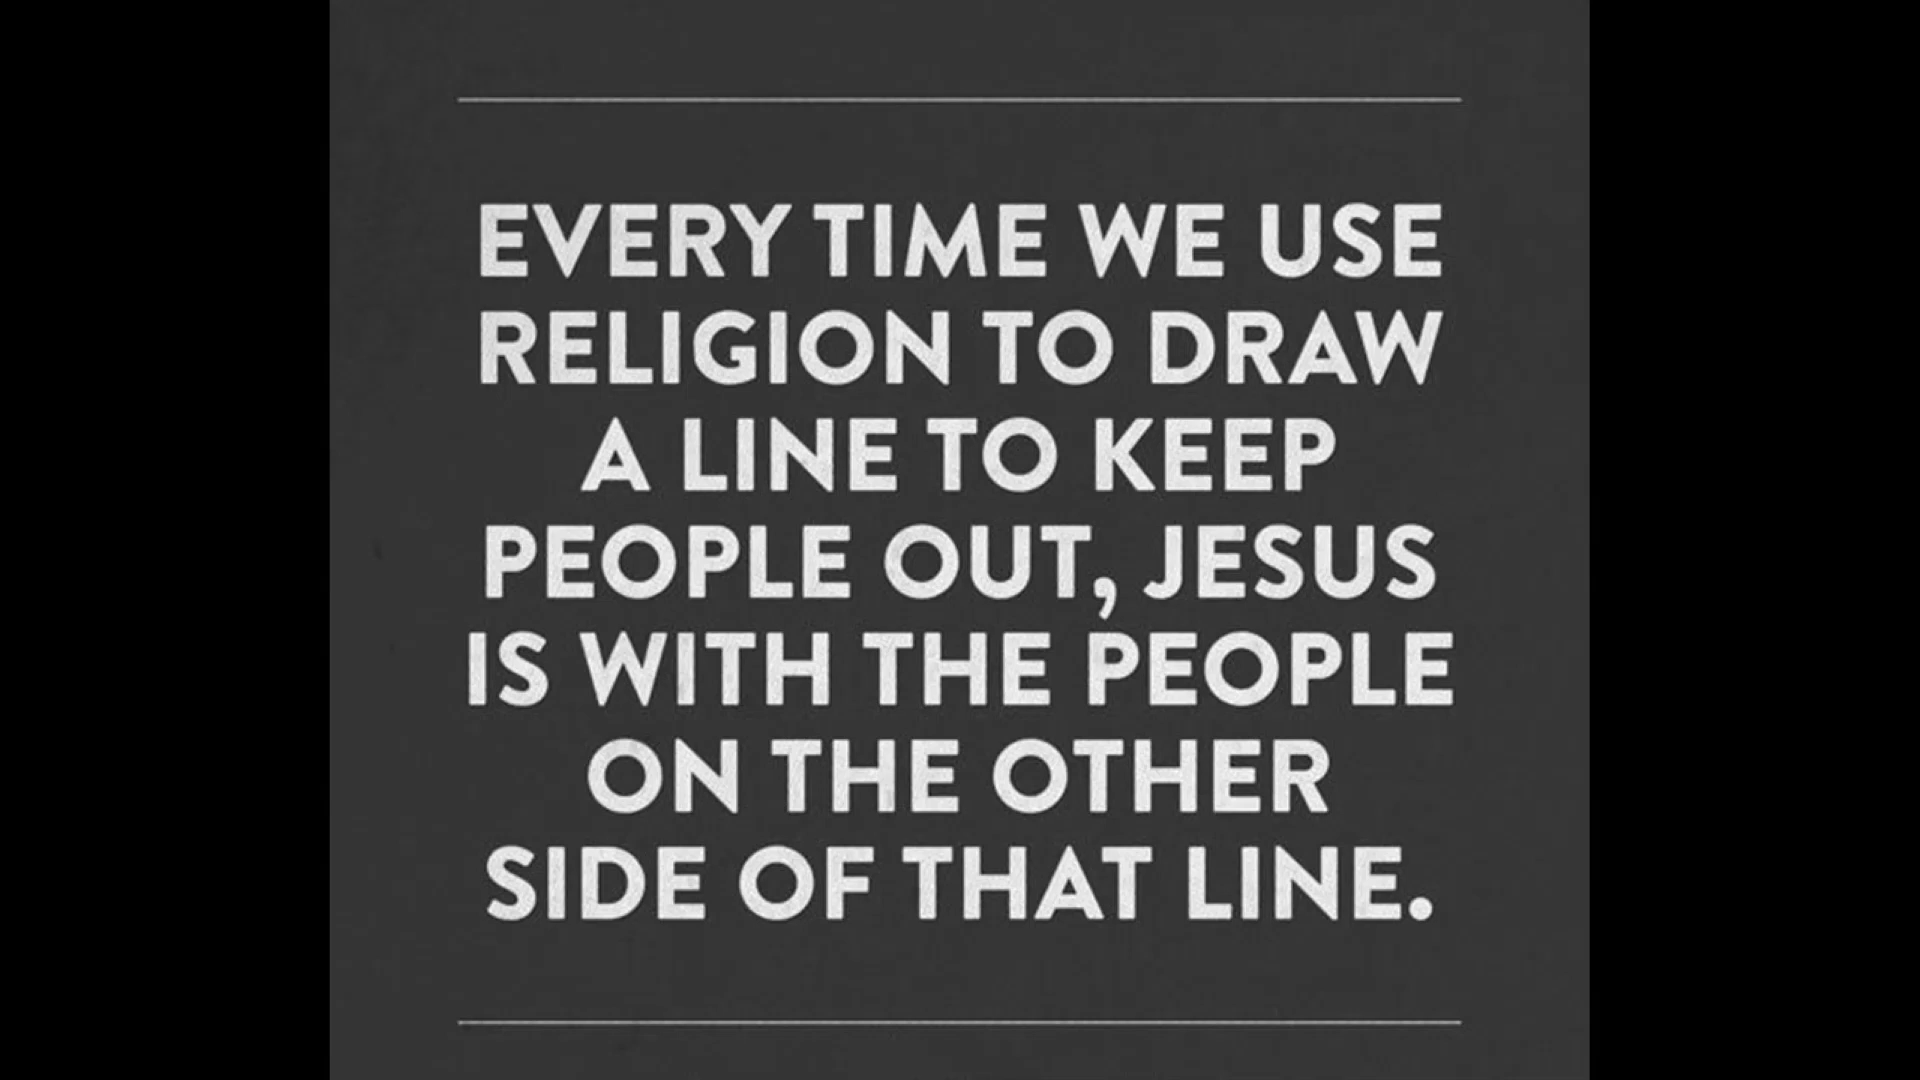 EVERY TIME WE USE
RELIGION TO DRAW
A LINE TO KEEP
PEOPLE OUT, JESUS
IS WITH THE PEOPLE
ON THE OTHER
SIDE OF THAT LINE.